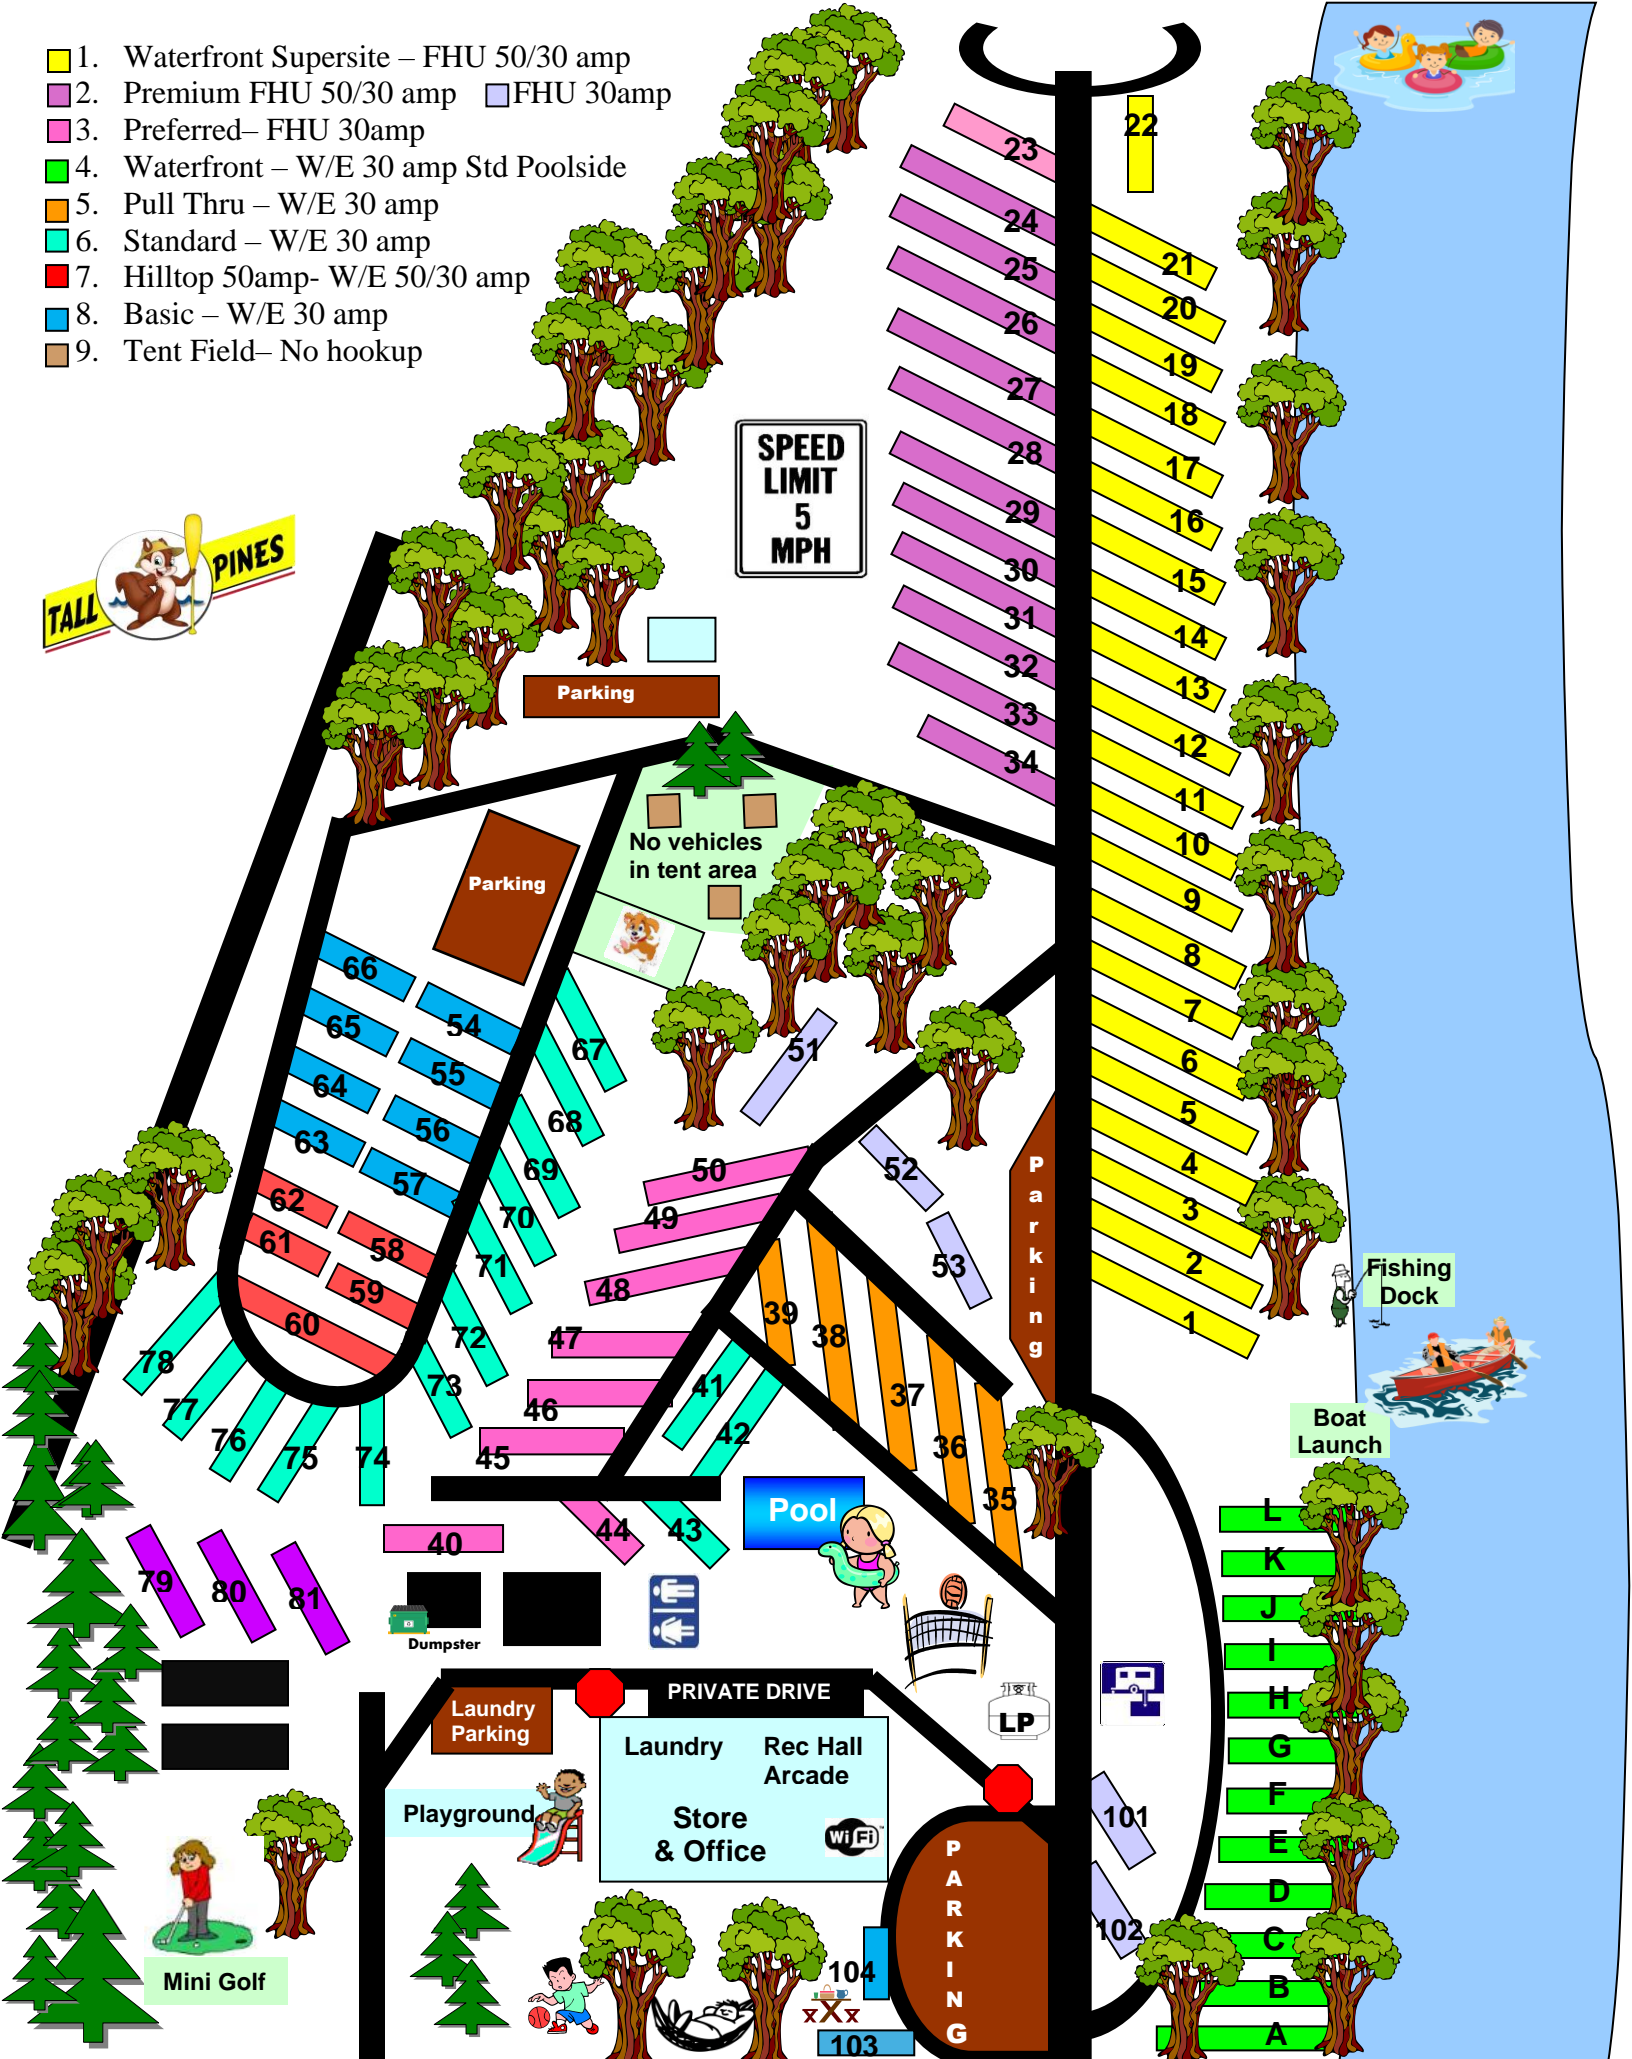 1. Waterfront Supersite – FHU 50/30 amp
2. Premium FHU 50/30 amp FHU 30amp
3. Preferred– FHU 30amp
4. Waterfront – W/E 30 amp Std Poolside
5. Pull Thru – W/E 30 amp
6. Standard – W/E 30 amp
7. Hilltop 50amp- W/E 50/30 amp
8. Basic – W/E 30 amp
9. Tent Field– No hookup
TALL PINES
SPEED
LIMIT
5
MPH
22
23
24
25
26
27
28
29
30
31
32
33
34
21
20
19
18
17
16
15
14
13
12
11
10
9
8
7
6
5
4
3
2
1
Parking
Parking
No vehicles
in tent area
66
65
64
63
62
61
60
54
55
56
57
58
59
67
68
69
70
71
72
73
74
75
76
77
78
51
52
53
50
49
48
47
46
45
44
43
42
41
40
39
38
37
36
35
Parking
Fishing
Dock
Boat
Launch
Pool
79
80
81
Dumpster
L
K
J
I
H
G
F
E
D
C
B
A
PRIVATE DRIVE
Laundry
Parking
Laundry
Rec Hall
Arcade
Store
& Office
WiFi
Playground
LP
PARKING
101
102
103
104
Mini Golf